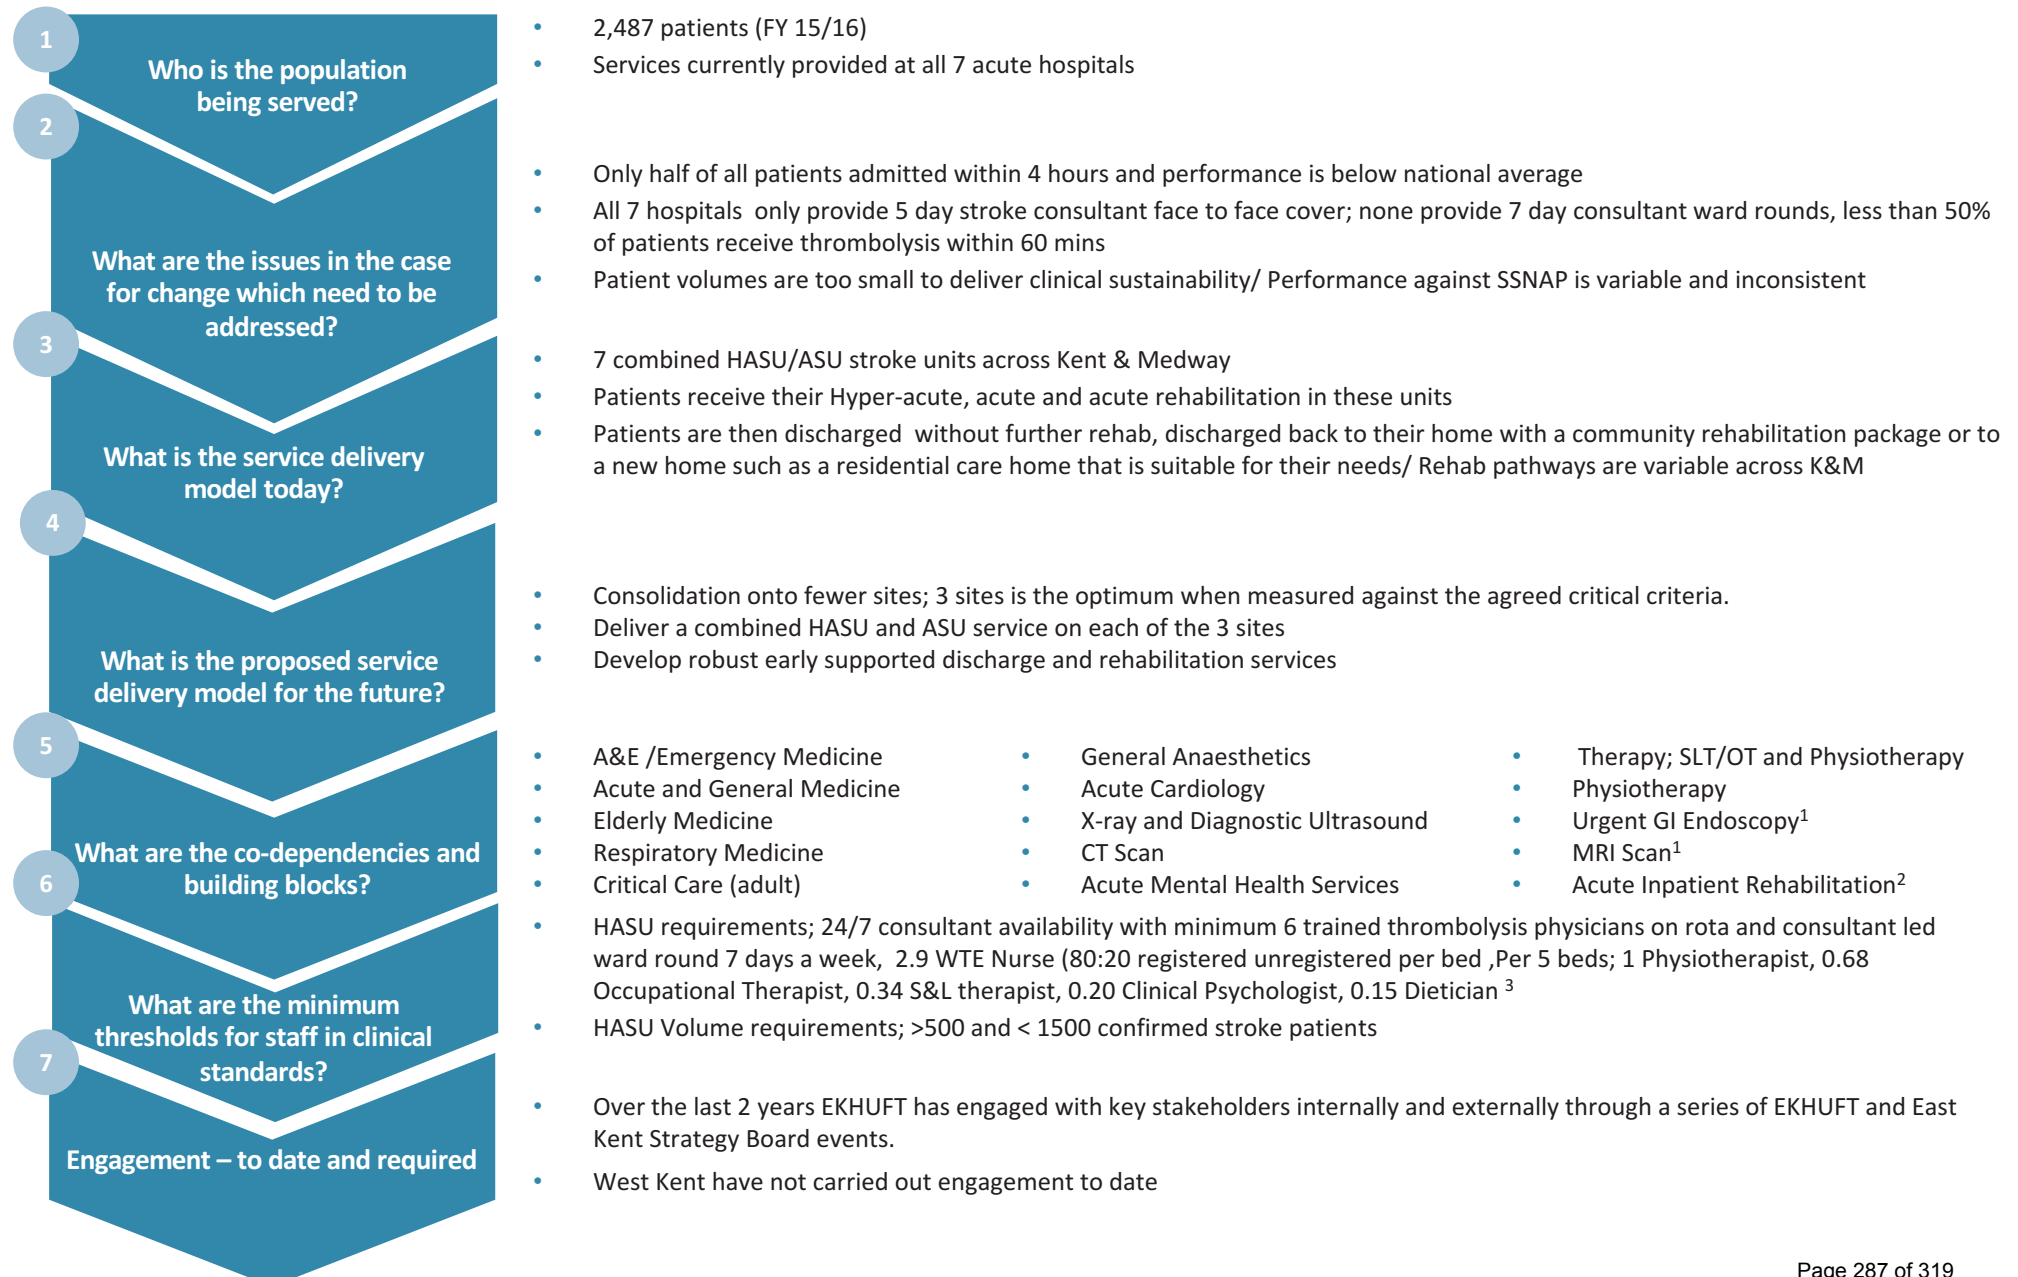 1
Who is the population
being served?
• 2,487 patients (FY 15/16)
• Services currently provided at all 7 acute hospitals
2
What are the issues in the case
for change which need to be
addressed?
• Only half of all patients admitted within 4 hours and performance is below national average
• All 7 hospitals only provide 5 day stroke consultant face to face cover; none provide 7 day consultant ward rounds, less than 50%
of patients receive thrombolysis within 60 mins
• Patient volumes are too small to deliver clinical sustainability/ Performance against SSNAP is variable and inconsistent
3
What is the service delivery
model today?
• 7 combined HASU/ASU stroke units across Kent & Medway
• Patients receive their Hyper-acute, acute and acute rehabilitation in these units
• Patients are then discharged without further rehab, discharged back to their home with a community rehabilitation package or to
a new home such as a residential care home that is suitable for their needs/ Rehab pathways are variable across K&M
4
What is the proposed service
delivery model for the future?
• Consolidation onto fewer sites; 3 sites is the optimum when measured against the agreed critical criteria.
• Deliver a combined HASU and ASU service on each of the 3 sites
• Develop robust early supported discharge and rehabilitation services
5
What are the co-dependencies and
building blocks?
• A&E /Emergency Medicine
• Acute and General Medicine
• Elderly Medicine
• Respiratory Medicine
• Critical Care (adult)
• General Anaesthetics
• Acute Cardiology
• X-ray and Diagnostic Ultrasound
• CT Scan
• Acute Mental Health Services
• Therapy; SLT/OT and Physiotherapy
• Physiotherapy
• Urgent GI Endoscopy1
• MRI Scan1
• Acute Inpatient Rehabilitation2
6
What are the minimum
thresholds for staff in clinical
standards?
• HASU requirements; 24/7 consultant availability with minimum 6 trained thrombolysis physicians on rota and consultant led
ward round 7 days a week, 2.9 WTE Nurse (80:20 registered unregistered per bed ,Per 5 beds; 1 Physiotherapist, 0.68
Occupational Therapist, 0.34 S&L therapist, 0.20 Clinical Psychologist, 0.15 Dietician 3
• HASU Volume requirements; >500 and < 1500 confirmed stroke patients
7
Engagement – to date and required
• Over the last 2 years EKHUFT has engaged with key stakeholders internally and externally through a series of EKHUFT and East
Kent Strategy Board events.
• West Kent have not carried out engagement to date
Page 287 of 319